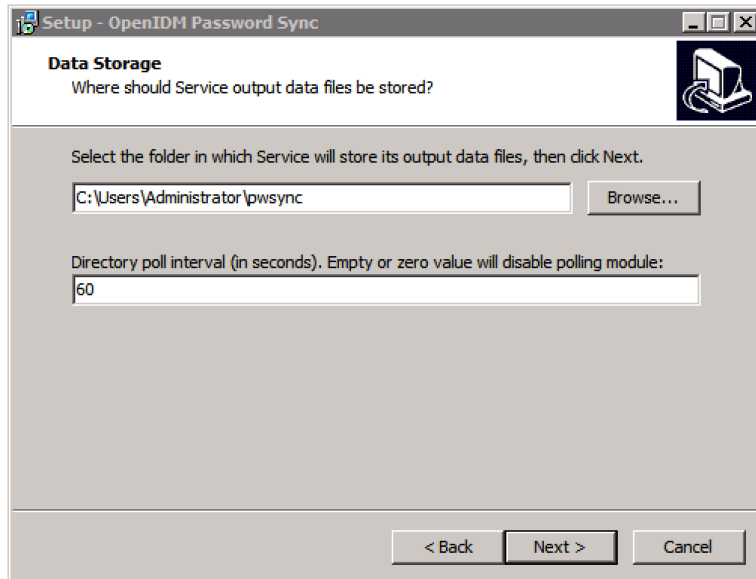 Setup - OpenIDM Password Sync
Data Storage
Where should Service output data files be stored?
Select the folder in which Service will store its output data files, then click Next.
C:\Users\Administrator\pwsync
Browse...
Directory poll interval (in seconds). Empty or zero value will disable polling module:
60
< Back
Next >
Cancel